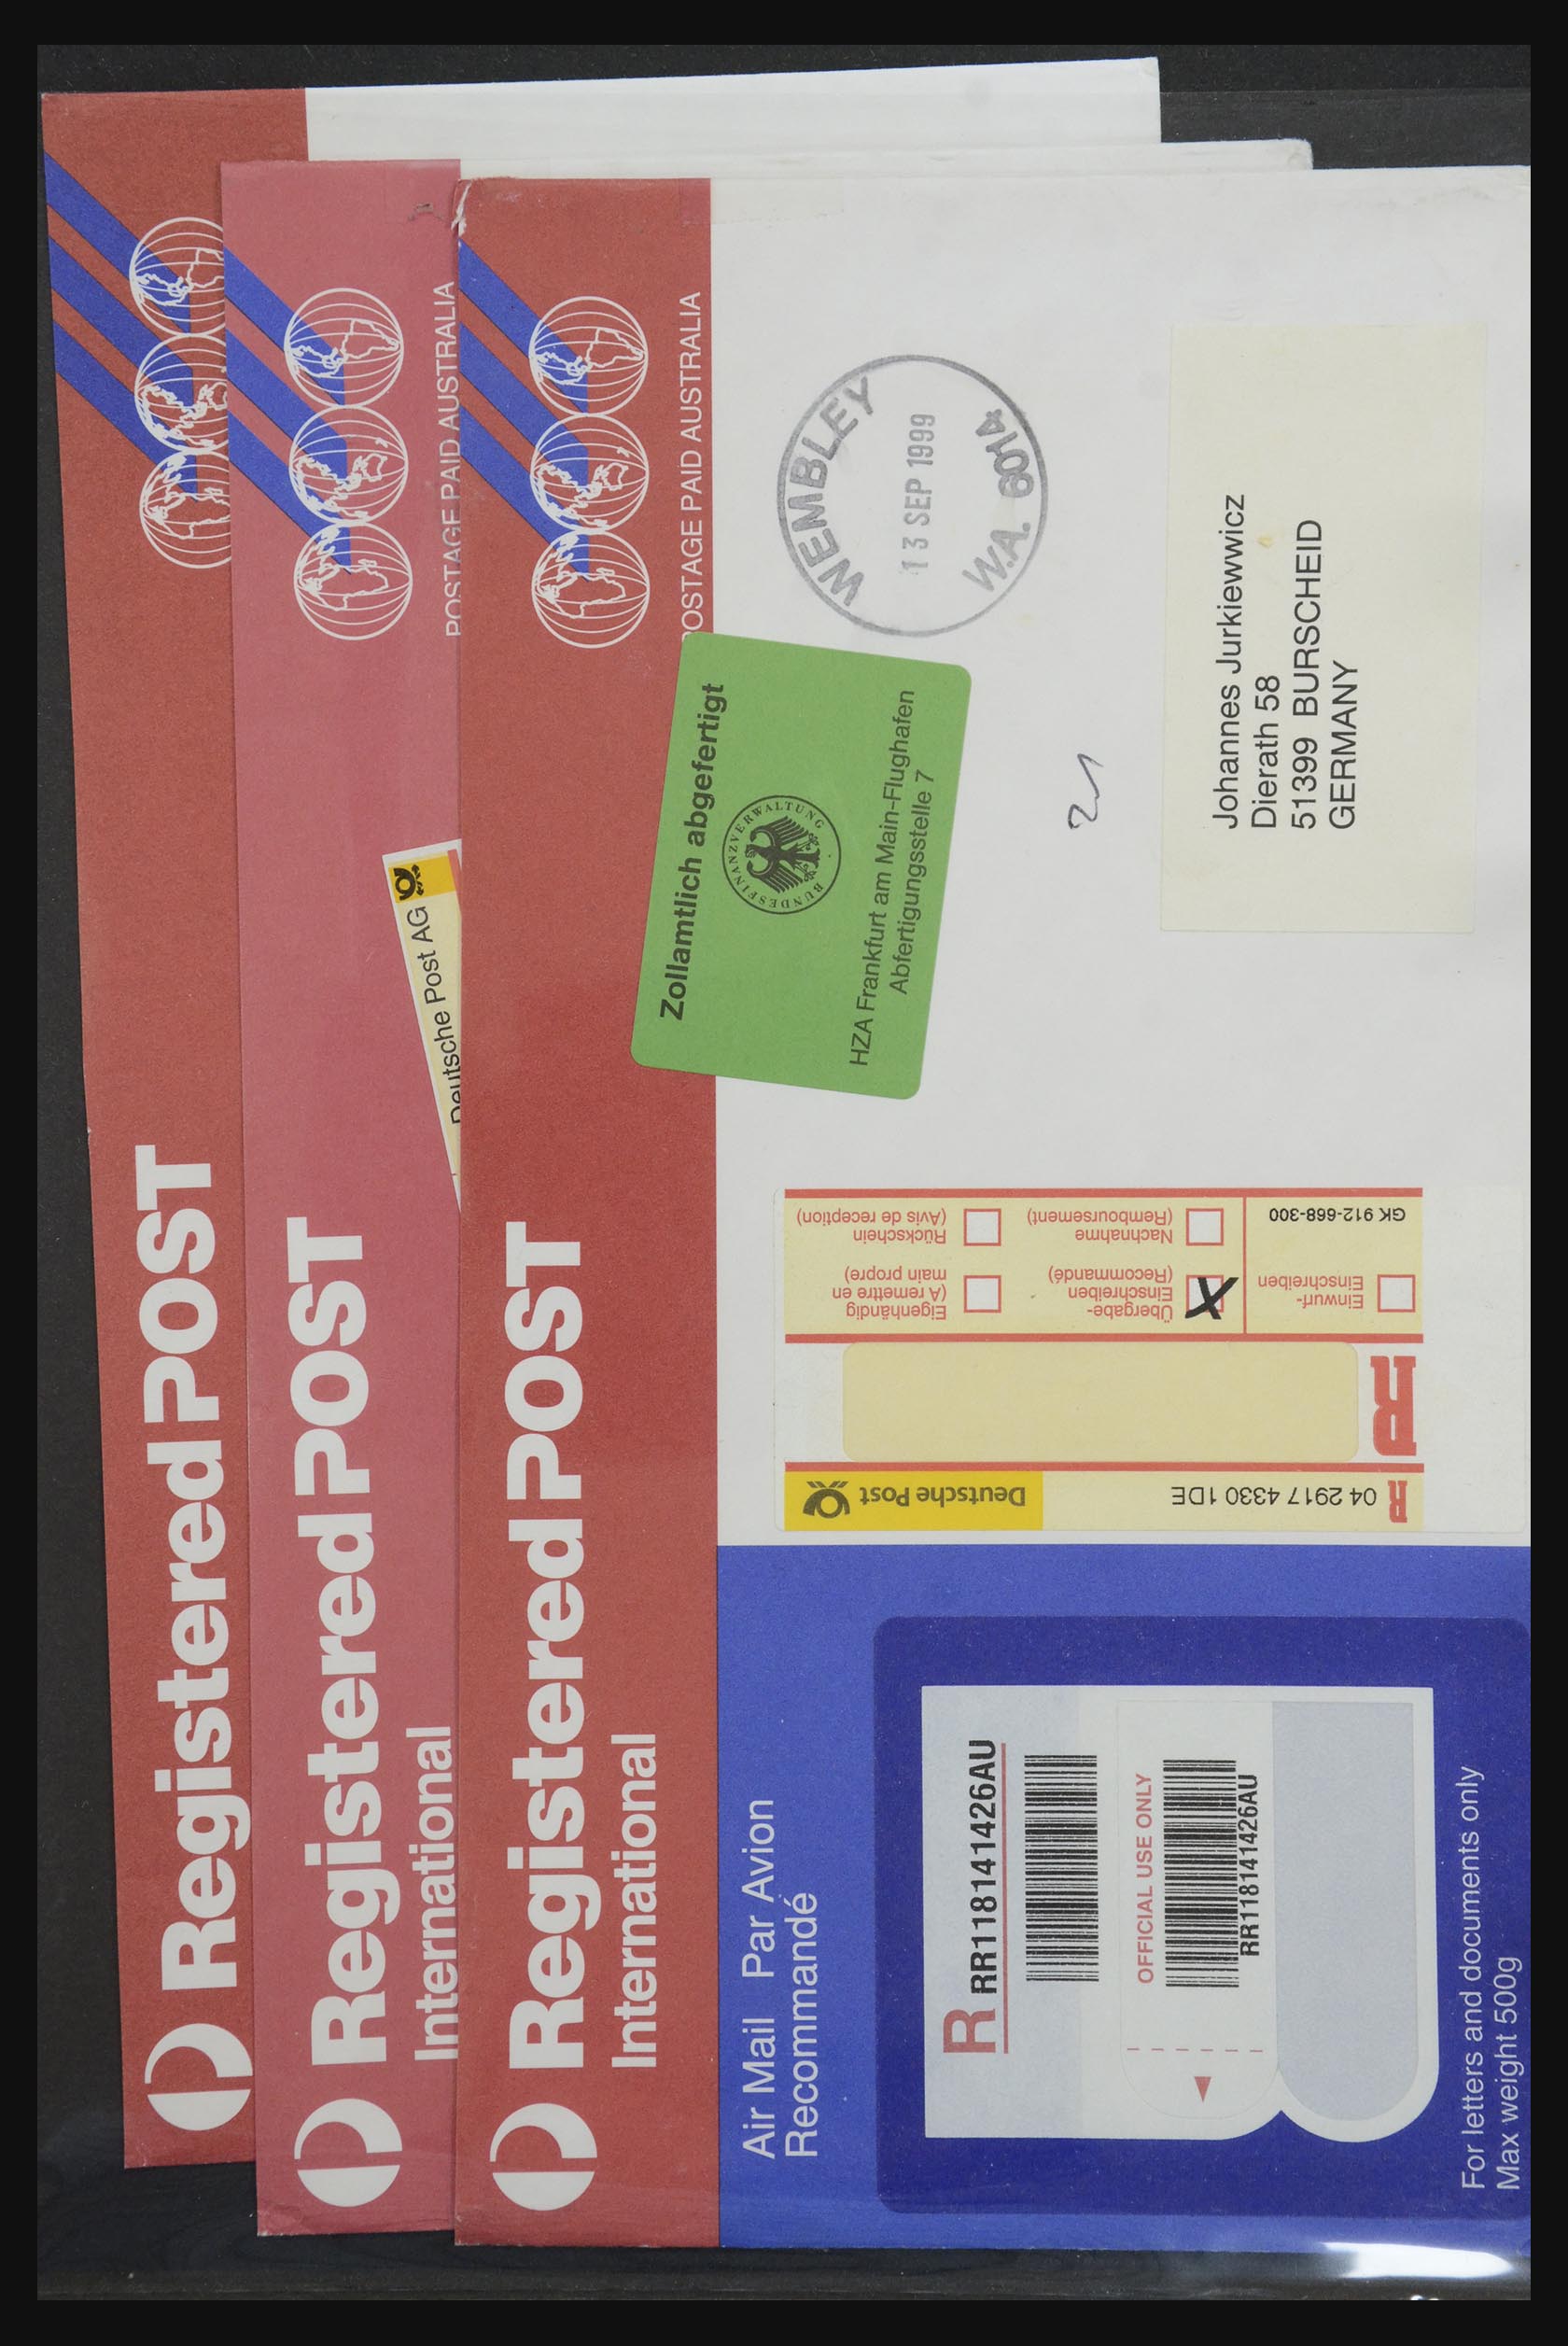 Registered POST
Registered POST
International
POSTAGE PAID AUSTRALIA
Deutsche Post AG
Registered POST
International
OSTAGE PAID AUSTRALIA
WEMBLEY
13 SEP 1999
W.A. 6014
Zollamtlich abgefertigt
BUNDESFINANZVERWALTUNG
HZA Frankfurt am Main-Flughafen
Abfertigungsstelle 7
21
Johannes Jurkiewwicz
Dierath 58
51399 BURSCHEID
GERMANY
R 04 2917 4330 1DE Deutsche Post
R
Einwurf-
Einschreiben
GK 912-668-300
X Übergabe-
Einschreiben
(Recommandé)
Nachnahme
(Remboursement)
Eigenhändig
(A remettre en
main propre)
Rückschein
(Avis de reception)
Air Mail Par Avion
Recommandé
R RR118141426AU
OFFICIAL USE ONLY
RR118141426AU
For letters and documents only
Max weight 500g